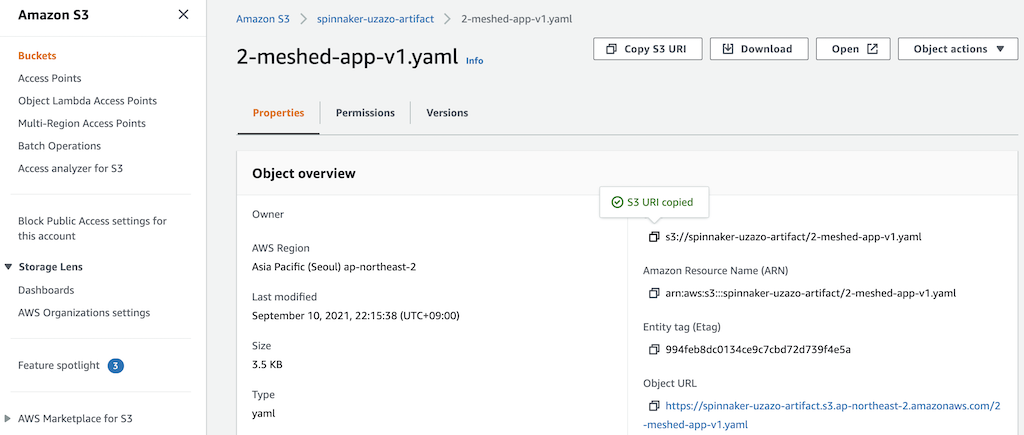 Amazon S3
Buckets
Access Points
Object Lambda Access Points
Multi-Region Access Points
Batch Operations
Access analyzer for S3
Block Public Access settings for
this account
Storage Lens
Dashboards
AWS Organizations settings
Feature spotlight 3
AWS Marketplace for S3
Amazon S3 > spinnaker-uzazo-artifact > 2-meshed-app-v1.yaml
2-meshed-app-v1.yaml Info
Copy S3 URI Download Open Object actions
Properties Permissions Versions
Object overview
Owner
AWS Region
Asia Pacific (Seoul) ap-northeast-2
Last modified
September 10, 2021, 22:15:38 (UTC+09:00)
Size
3.5 KB
Type
yaml
S3 URI copied
s3://spinnaker-uzazo-artifact/2-meshed-app-v1.yaml
Amazon Resource Name (ARN)
arn:aws:s3:::spinnaker-uzazo-artifact/2-meshed-app-v1.yaml
Entity tag (Etag)
994feb8dc0134ce9c7cbd72d739f4e5a
Object URL
https://spinnaker-uzazo-artifact.s3.ap-northeast-2.amazonaws.com/2
-meshed-app-v1.yaml